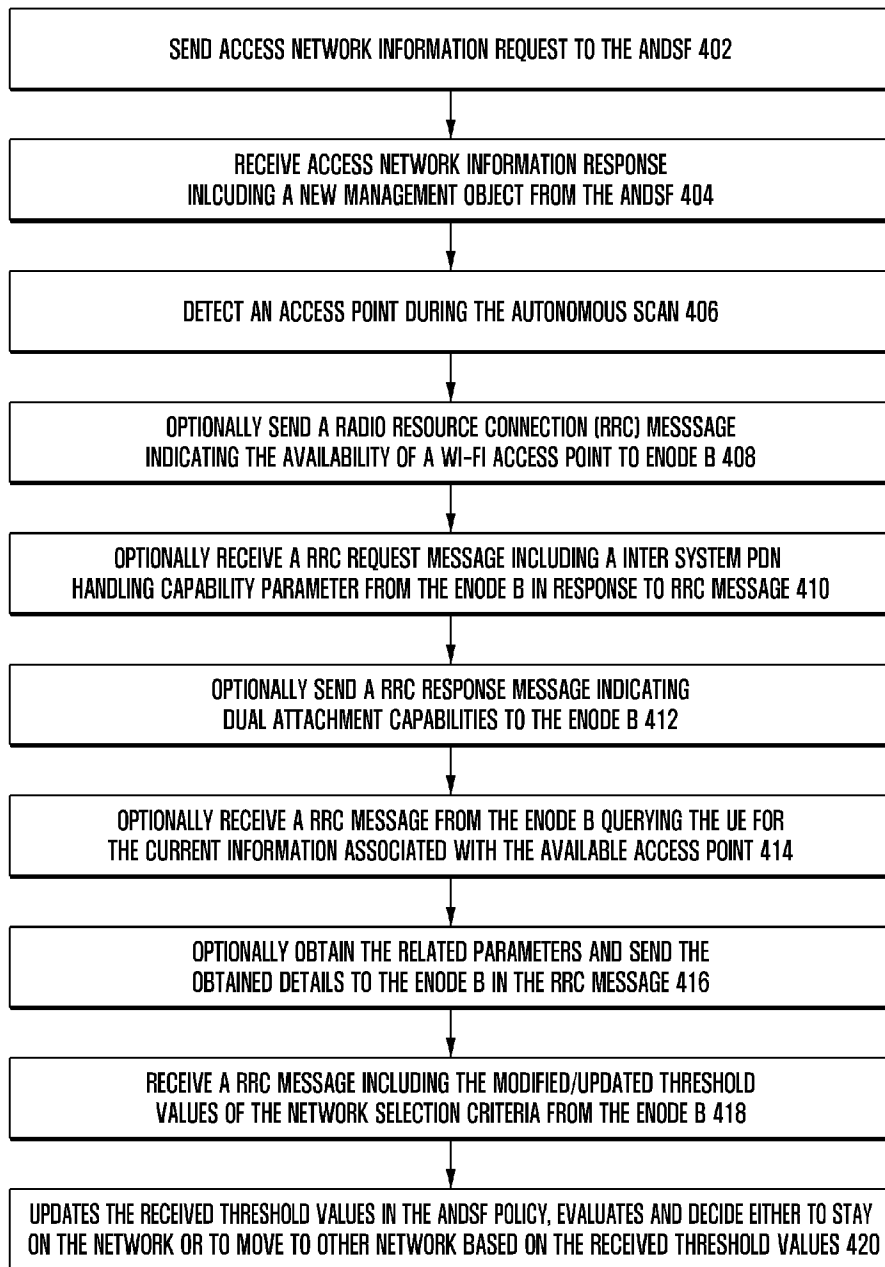 SEND ACCESS NETWORK INFORMATION REQUEST TO THE ANDSF 402
RECEIVE ACCESS NETWORK INFORMATION RESPONSE
INLCUDING A NEW MANAGEMENT OBJECT FROM THE ANDSF 404
DETECT AN ACCESS POINT DURING THE AUTONOMOUS SCAN 406
OPTIONALLY SEND A RADIO RESOURCE CONNECTION (RRC) MESSSAGE
INDICATING THE AVAILABILITY OF A WI-FI ACCESS POINT TO ENODE B 408
OPTIONALLY RECEIVE A RRC REQUEST MESSAGE INCLUDING A INTER SYSTEM PDN
HANDLING CAPABILITY PARAMETER FROM THE ENODE B IN RESPONSE TO RRC MESSAGE 410
OPTIONALLY SEND A RRC RESPONSE MESSAGE INDICATING
DUAL ATTACHMENT CAPABILITIES TO THE ENODE B 412
OPTIONALLY RECEIVE A RRC MESSAGE FROM THE ENODE B QUERYING THE UE FOR
THE CURRENT INFORMATION ASSOCIATED WITH THE AVAILABLE ACCESS POINT 414
OPTIONALLY OBTAIN THE RELATED PARAMETERS AND SEND THE
OBTAINED DETAILS TO THE ENODE B IN THE RRC MESSAGE 416
RECEIVE A RRC MESSAGE INCLUDING THE MODIFIED/UPDATED THRESHOLD
VALUES OF THE NETWORK SELECTION CRITERIA FROM THE ENODE B 418
UPDATES THE RECEIVED THRESHOLD VALUES IN THE ANDSF POLICY, EVALUATES AND DECIDE EITHER TO STAY
ON THE NETWORK OR TO MOVE TO OTHER NETWORK BASED ON THE RECEIVED THRESHOLD VALUES 420